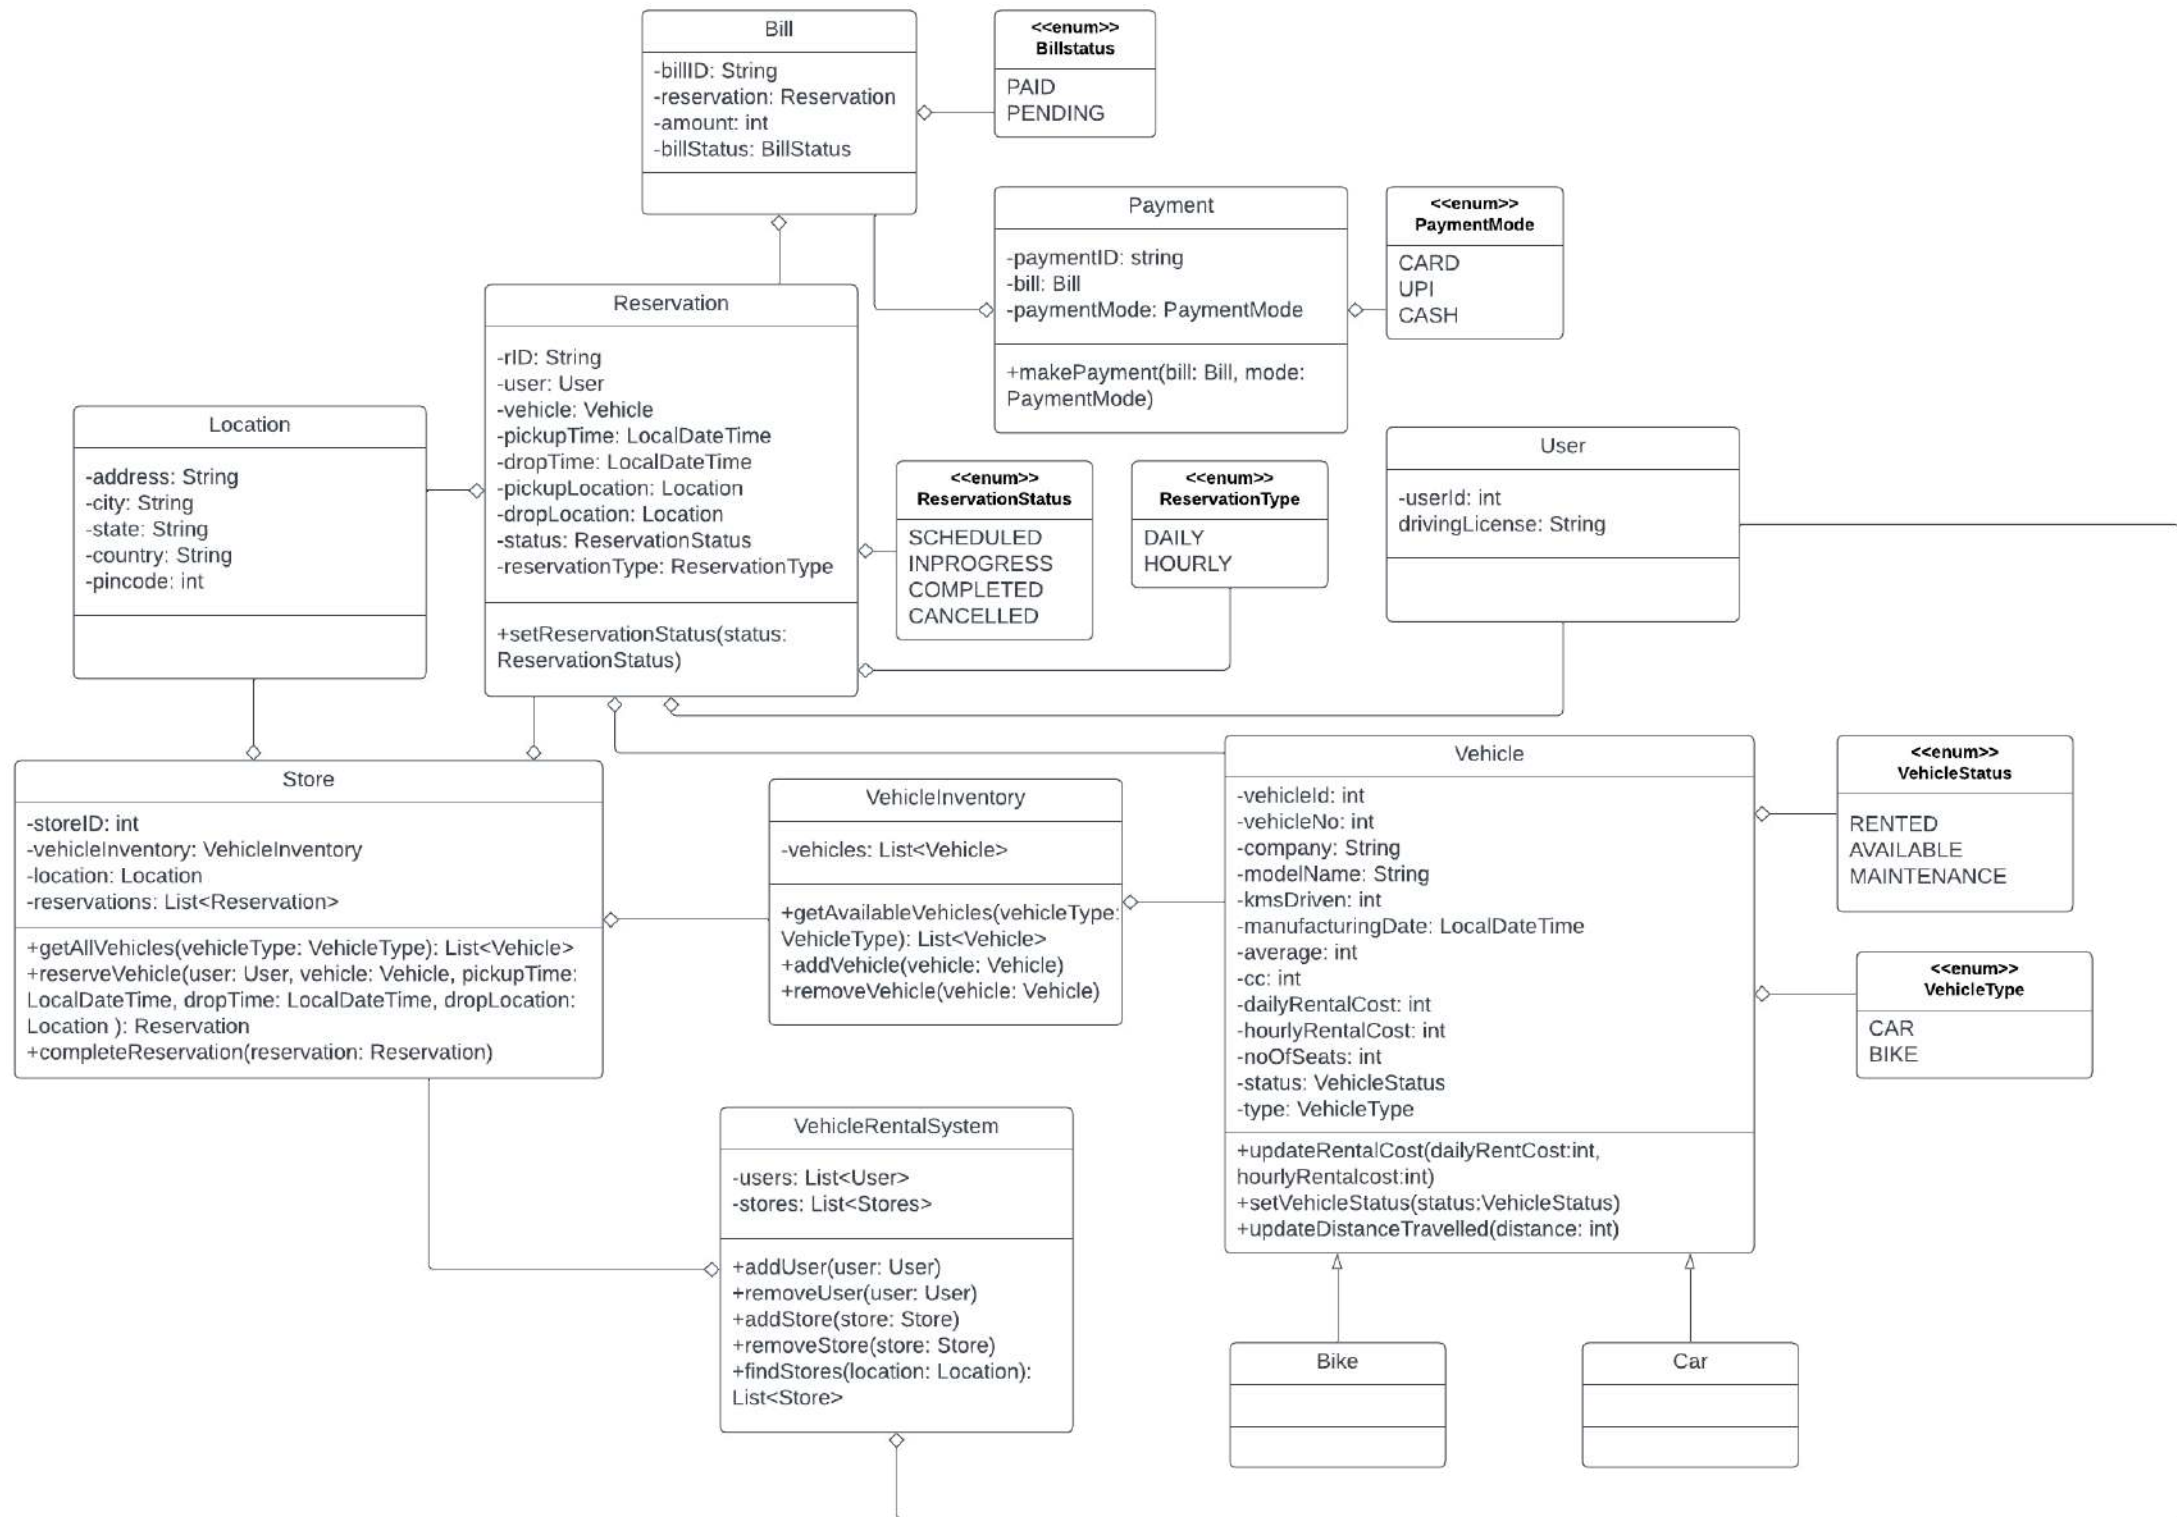 Bill
-billID: String
-reservation: Reservation
-amount: int
-billStatus: BillStatus
<<enum>>
Billstatus
PAID
PENDING
Payment
-paymentID: string
-bill: Bill
-paymentMode: PaymentMode
+makePayment(bill: Bill, mode:
PaymentMode)
<<enum>>
PaymentMode
CARD
UPI
CASH
Reservation
-rID: String
-user: User
-vehicle: Vehicle
-pickupTime: LocalDateTime
-dropTime: LocalDateTime
-pickupLocation: Location
-dropLocation: Location
-status: ReservationStatus
-reservationType: ReservationType
+setReservationStatus(status:
ReservationStatus)
Location
-address: String
-city: String
-state: String
-country: String
-pincode: int
<<enum>>
ReservationStatus
SCHEDULED
INPROGRESS
COMPLETED
CANCELLED
<<enum>>
ReservationType
DAILY
HOURLY
User
-userId: int
drivingLicense: String
Store
-storeID: int
-vehicleInventory: VehicleInventory
-location: Location
-reservations: List<Reservation>
+getAllVehicles(vehicleType: VehicleType): List<Vehicle>
+reserveVehicle(user: User, vehicle: Vehicle, pickupTime:
LocalDateTime, dropTime: LocalDateTime, dropLocation:
Location ): Reservation
+completeReservation(reservation: Reservation)
VehicleInventory
-vehicles: List<Vehicle>
+getAvailableVehicles(vehicleType:
VehicleType): List<Vehicle>
+addVehicle(vehicle: Vehicle)
+removeVehicle(vehicle: Vehicle)
Vehicle
-vehicleId: int
-vehicleNo: int
-company: String
-modelName: String
-kmsDriven: int
-manufacturingDate: LocalDateTime
-average: int
-cc: int
-dailyRentalCost: int
-hourlyRentalCost: int
-noOfSeats: int
-status: VehicleStatus
-type: VehicleType
+updateRentalCost(dailyRentCost:int,
hourlyRentalcost:int)
+setVehicleStatus(status:VehicleStatus)
+updateDistanceTravelled(distance: int)
<<enum>>
VehicleStatus
RENTED
AVAILABLE
MAINTENANCE
<<enum>>
VehicleType
CAR
BIKE
VehicleRentalSystem
-users: List<User>
-stores: List<Stores>
+addUser(user: User)
+removeUser(user: User)
+addStore(store: Store)
+removeStore(store: Store)
+findStores(location: Location):
List<Store>
Bike
Car